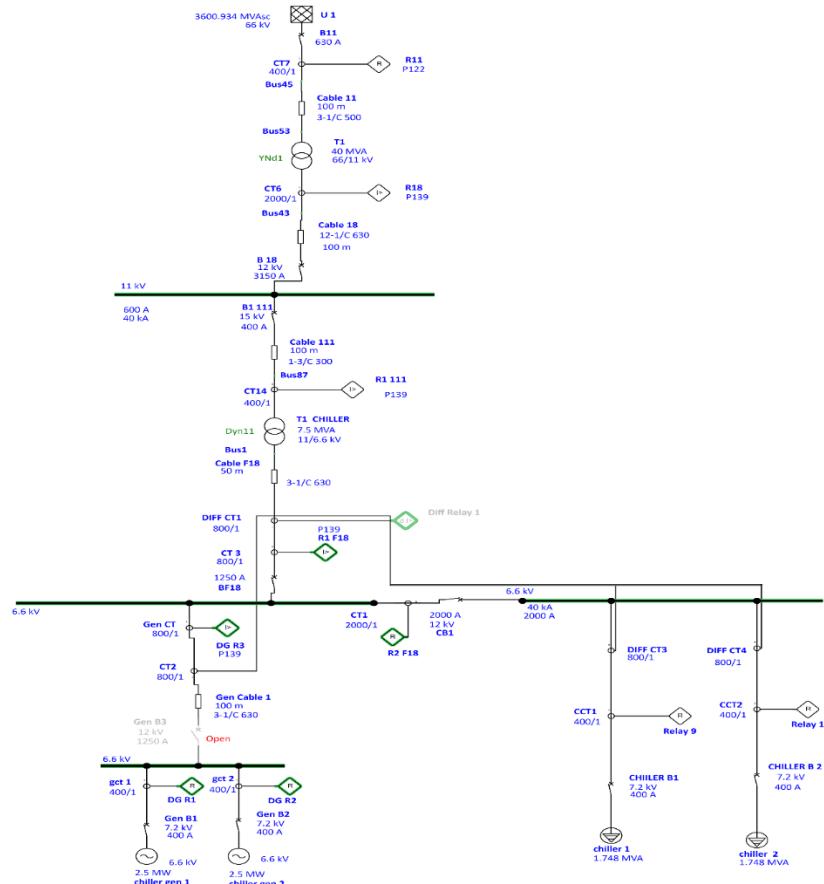 3600.934 MVAsc
66 kV
U 1
B11
630 A
CT7
400/1
R
R11
P122
Bus45
Cable 11
100 m
3-1/C 500
Bus53
T1
40 MVA
66/11 kV
YNd1
CT6
2000/1
I>
R18
P139
Bus43
Cable 18
12-1/C 630
100 m
B 18
12 kV
3150 A
11 kV
600 A
40 kA
B1 111
15 kV
400 A
Cable 111
100 m
1-3/C 300
Bus87
CT14
400/1
I>
R1 111
P139
T1 CHILLER
7.5 MVA
11/6.6 kV
Dyn11
Bus1
Cable F18
50 m
3-1/C 630
DIFF CT1
800/1
Diff Relay 1
P139
R1 F18
CT 3
800/1
I>
1250 A
BF18
6.6 kV
CT1
2000/1
R
R2 F18
2000 A
12 kV
CB1
6.6 kV
40 kA
2000 A
Gen CT
800/1
I>
DG R3
P139
CT2
800/1
DIFF CT3
800/1
DIFF CT4
800/1
Gen Cable 1
100 m
3-1/C 630
CCT1
400/1
R
Relay 9
CCT2
400/1
R
Relay 1
Gen B3
12 kV
1250 A
Open
6.6 kV
gct 1
400/1
R
DG R1
gct 2
400/1
R
DG R2
CHIILER B1
7.2 kV
400 A
CHILLER B 2
7.2 kV
400 A
Gen B1
7.2 kV
400 A
Gen B2
7.2 kV
400 A
chiller 1
1.748 MVA
chiller 2
1.748 MVA
6.6 kV
2.5 MW
chiller gen 1
6.6 kV
2.5 MW
chiller gen 2